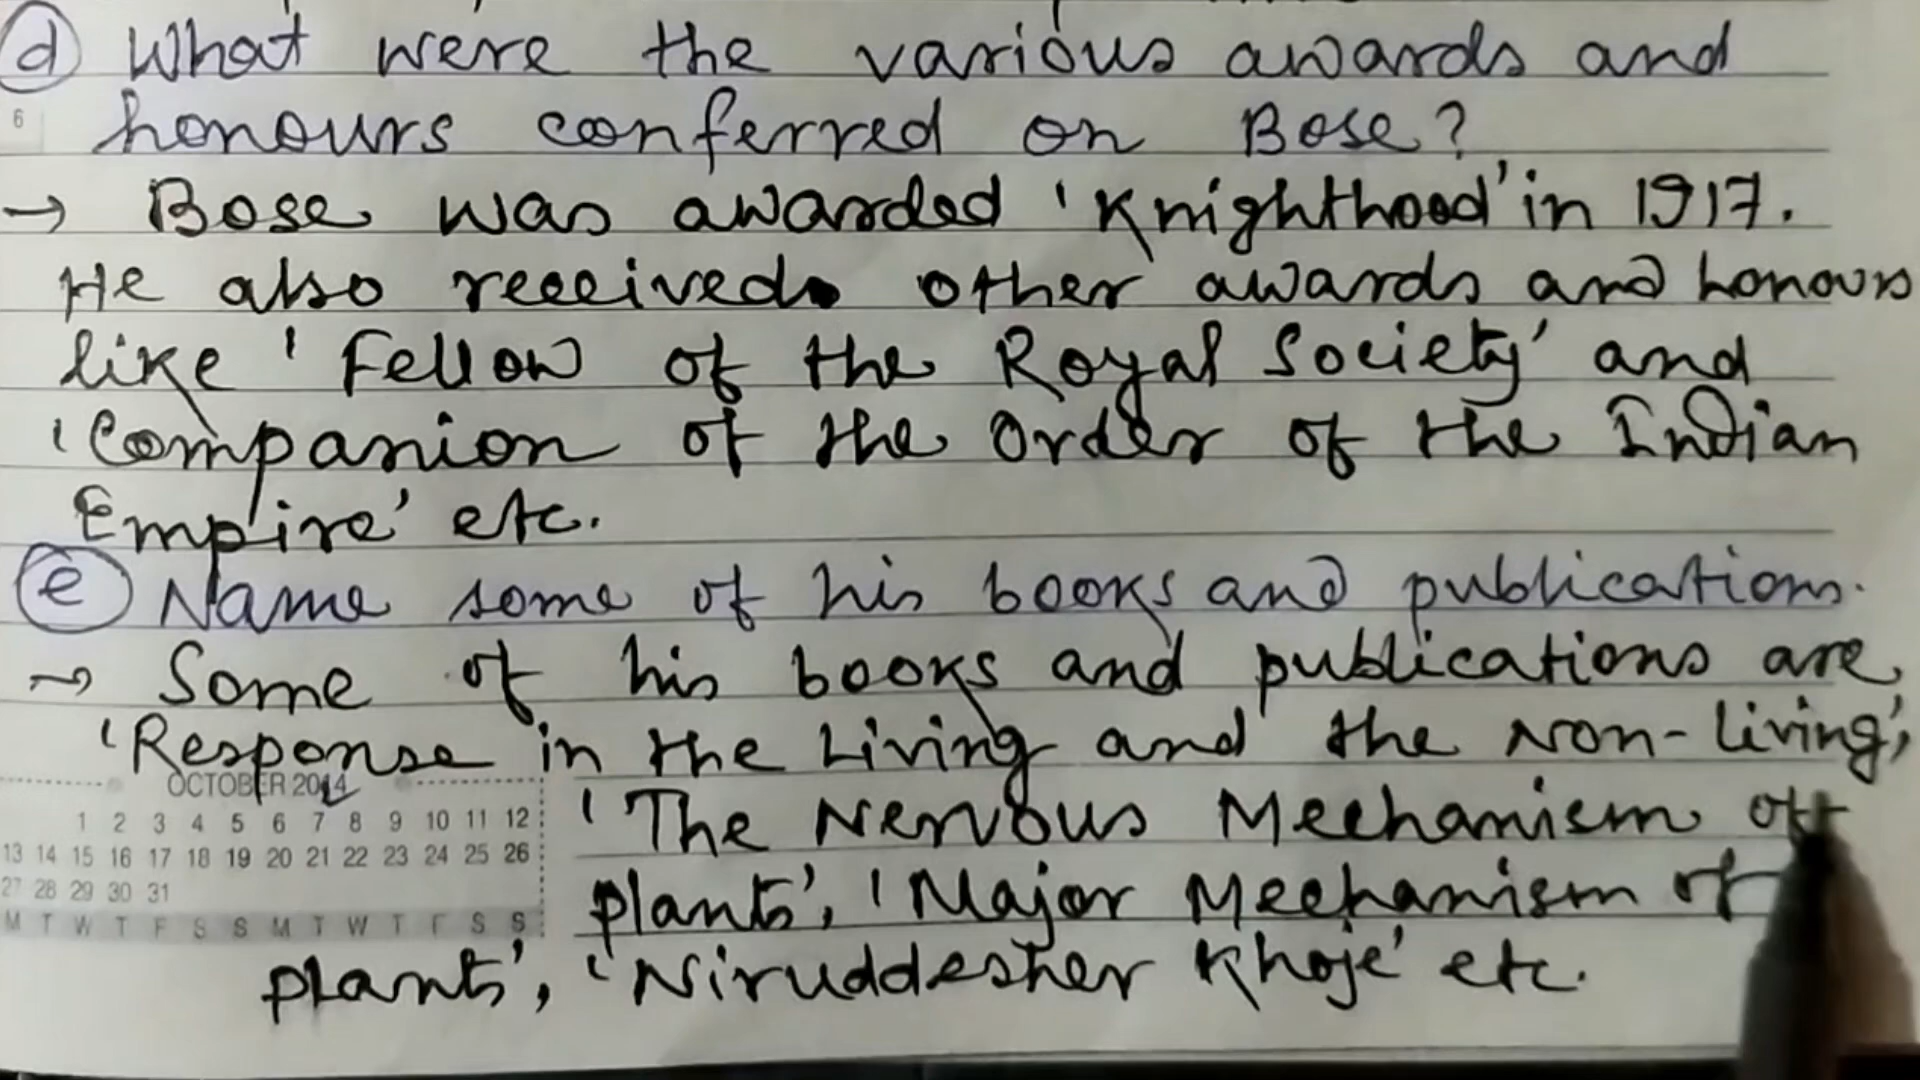 d What were the various awards and
6
honours conferred on Bose?
→ Bose was awarded 'Knighthood' in 1917.
He also received other awards and honours
like 'Fellow of the Royal Society' and
'Companion of the Order of the Indian
Empire' etc.
e Name some of his books and publications.
→ Some of his books and publications are
'Response in the Living and the Non-living',
OCTOBER 2014
1 2 3 4 5 6 7 8 9 10 11 12
13 14 15 16 17 18 19 20 21 22 23 24 25 26
27 28 29 30 31
M T W T F S S M T W T F S S
'The Nervous Mechanism of
plants', 'Major Mechanism of
plants', 'Niruddesher Khoje' etc.